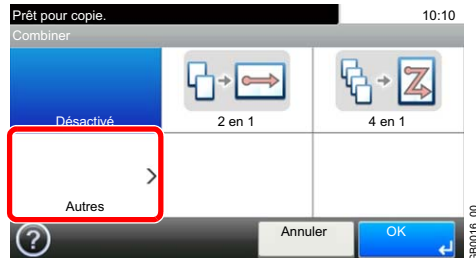 Prêt pour copie.
10:10
Combiner
Désactivé
2 en 1
4 en 1
Autres
?
Annuler
OK